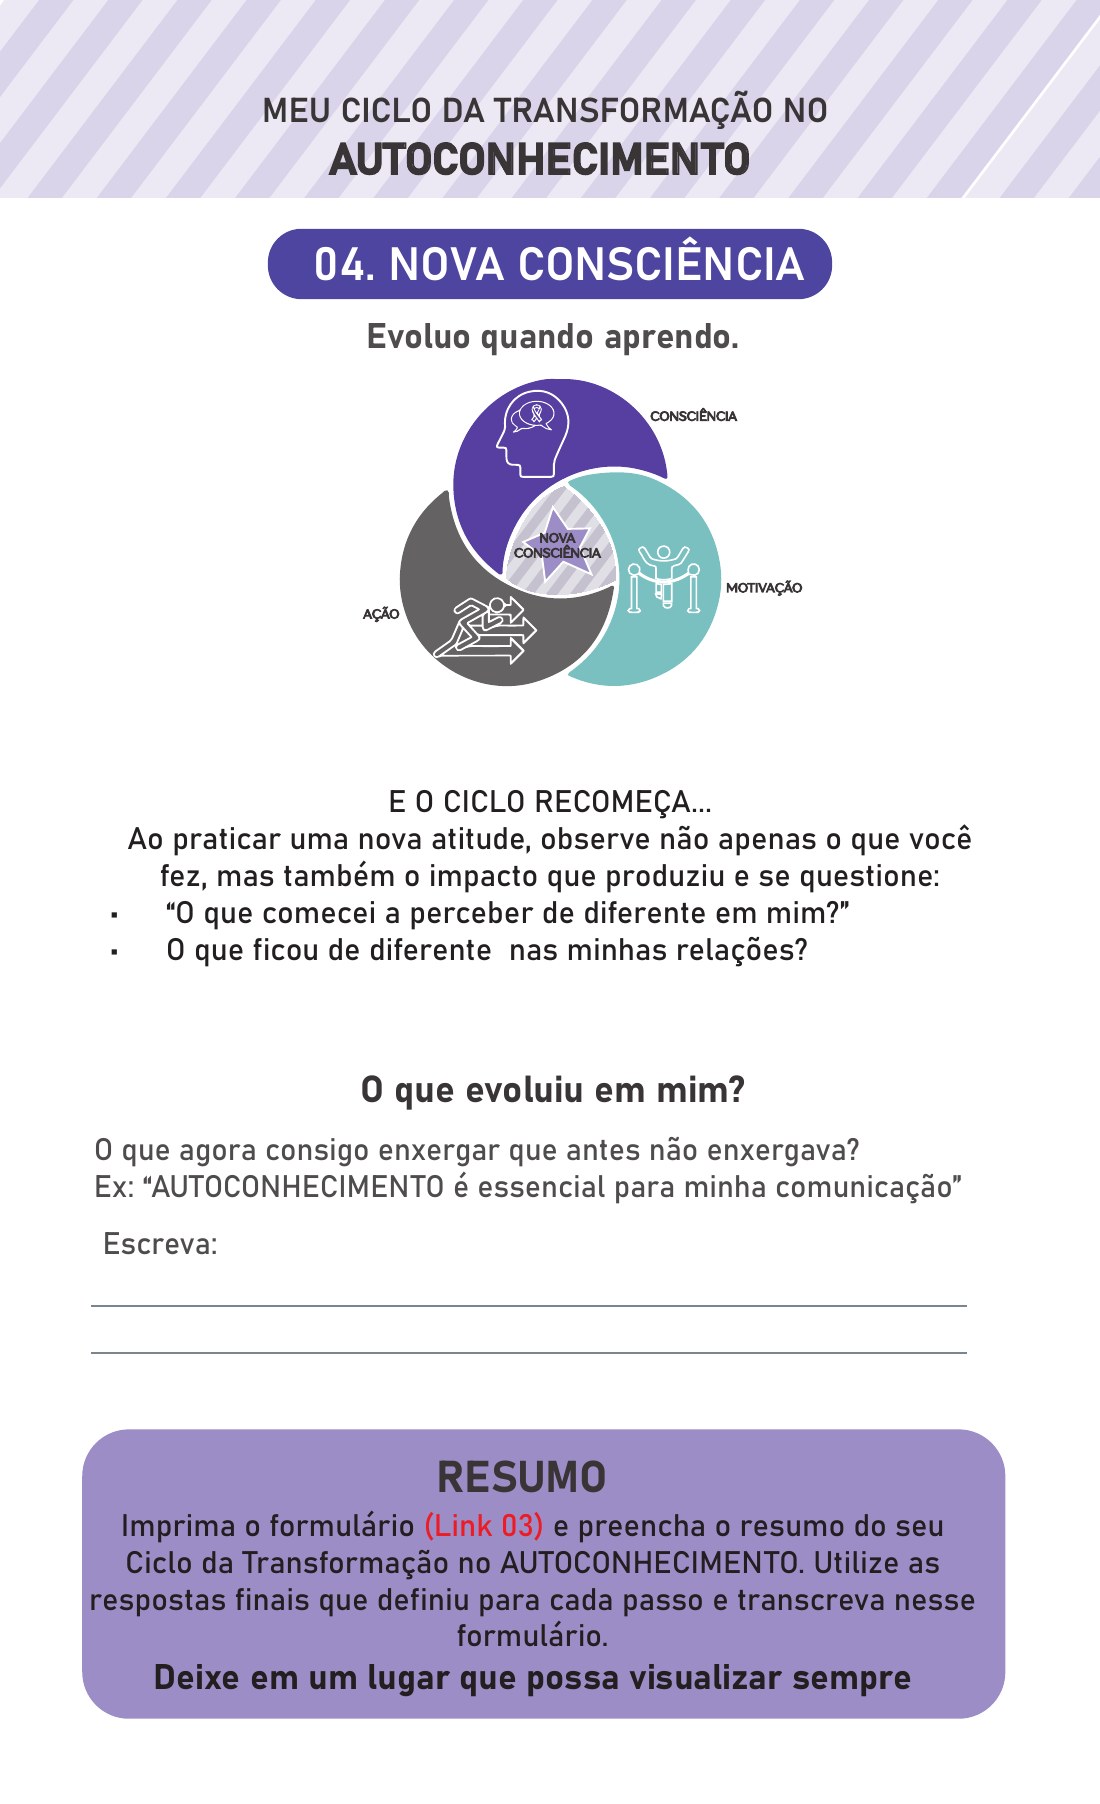 MEU CICLO DA TRANSFORMAÇÃO NO
AUTOCONHECIMENTO
04. NOVA CONSCIÊNCIA
Evoluo quando aprendo.
CONSCIÊNCIA
NOVA
CONSCIÊNCIA
MOTIVAÇÃO
AÇÃO
E O CICLO RECOMEÇA...
Ao praticar uma nova atitude, observe não apenas o que você
fez, mas também o impacto que produziu e se questione:
▪ “O que comecei a perceber de diferente em mim?”
▪ O que ficou de diferente  nas minhas relações?
O que evoluiu em mim?
O que agora consigo enxergar que antes não enxergava?
Ex: “AUTOCONHECIMENTO é essencial para minha comunicação”
Escreva:
RESUMO
Imprima o formulário (Link 03) e preencha o resumo do seu
Ciclo da Transformação no AUTOCONHECIMENTO. Utilize as
respostas finais que definiu para cada passo e transcreva nesse
formulário.
Deixe em um lugar que possa visualizar sempre